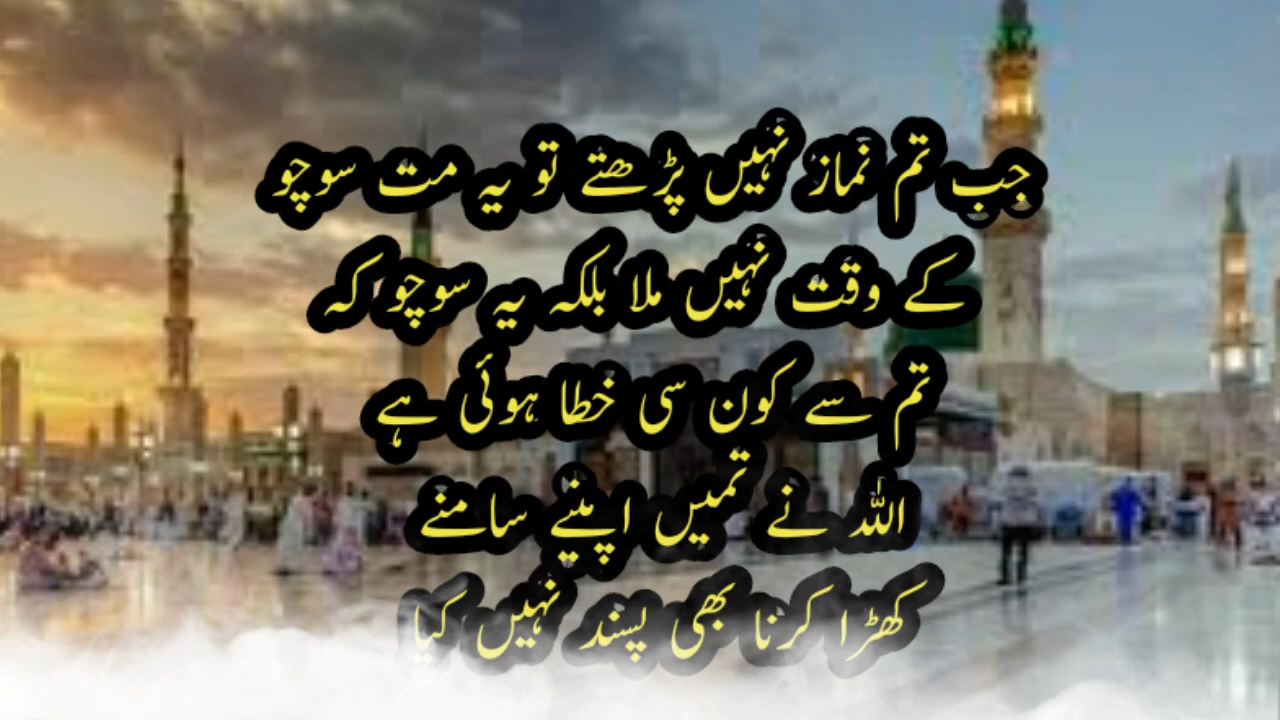 جب تم نماز نہیں پڑھتے تو یہ مت سوچو
کے وقت نہیں ملا بلکہ یہ سوچو کہ
تم سے کون سی خطا ہوئی ہے
اللہ نے تمیں اپنیے سامنے
کھڑا کرنا بھی پسند نہیں کیا